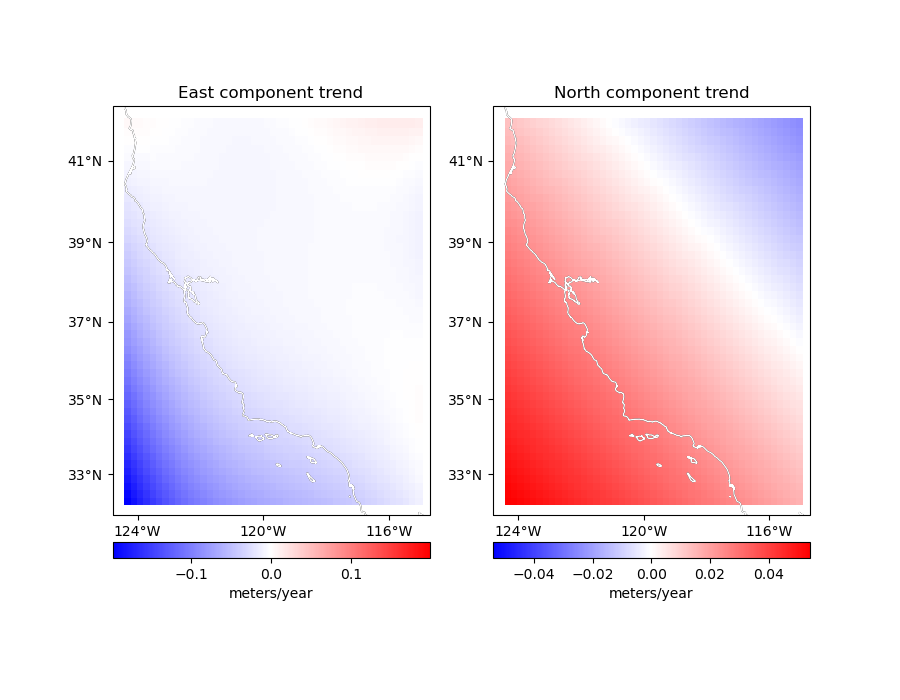 East component trend
North component trend
41°N
39°N
37°N
35°N
33°N
124°W 120°W 116°W
−0.1 0.0 0.1
meters/year
41°N
39°N
37°N
35°N
33°N
124°W 120°W 116°W
−0.04 −0.02 0.00 0.02 0.04
meters/year